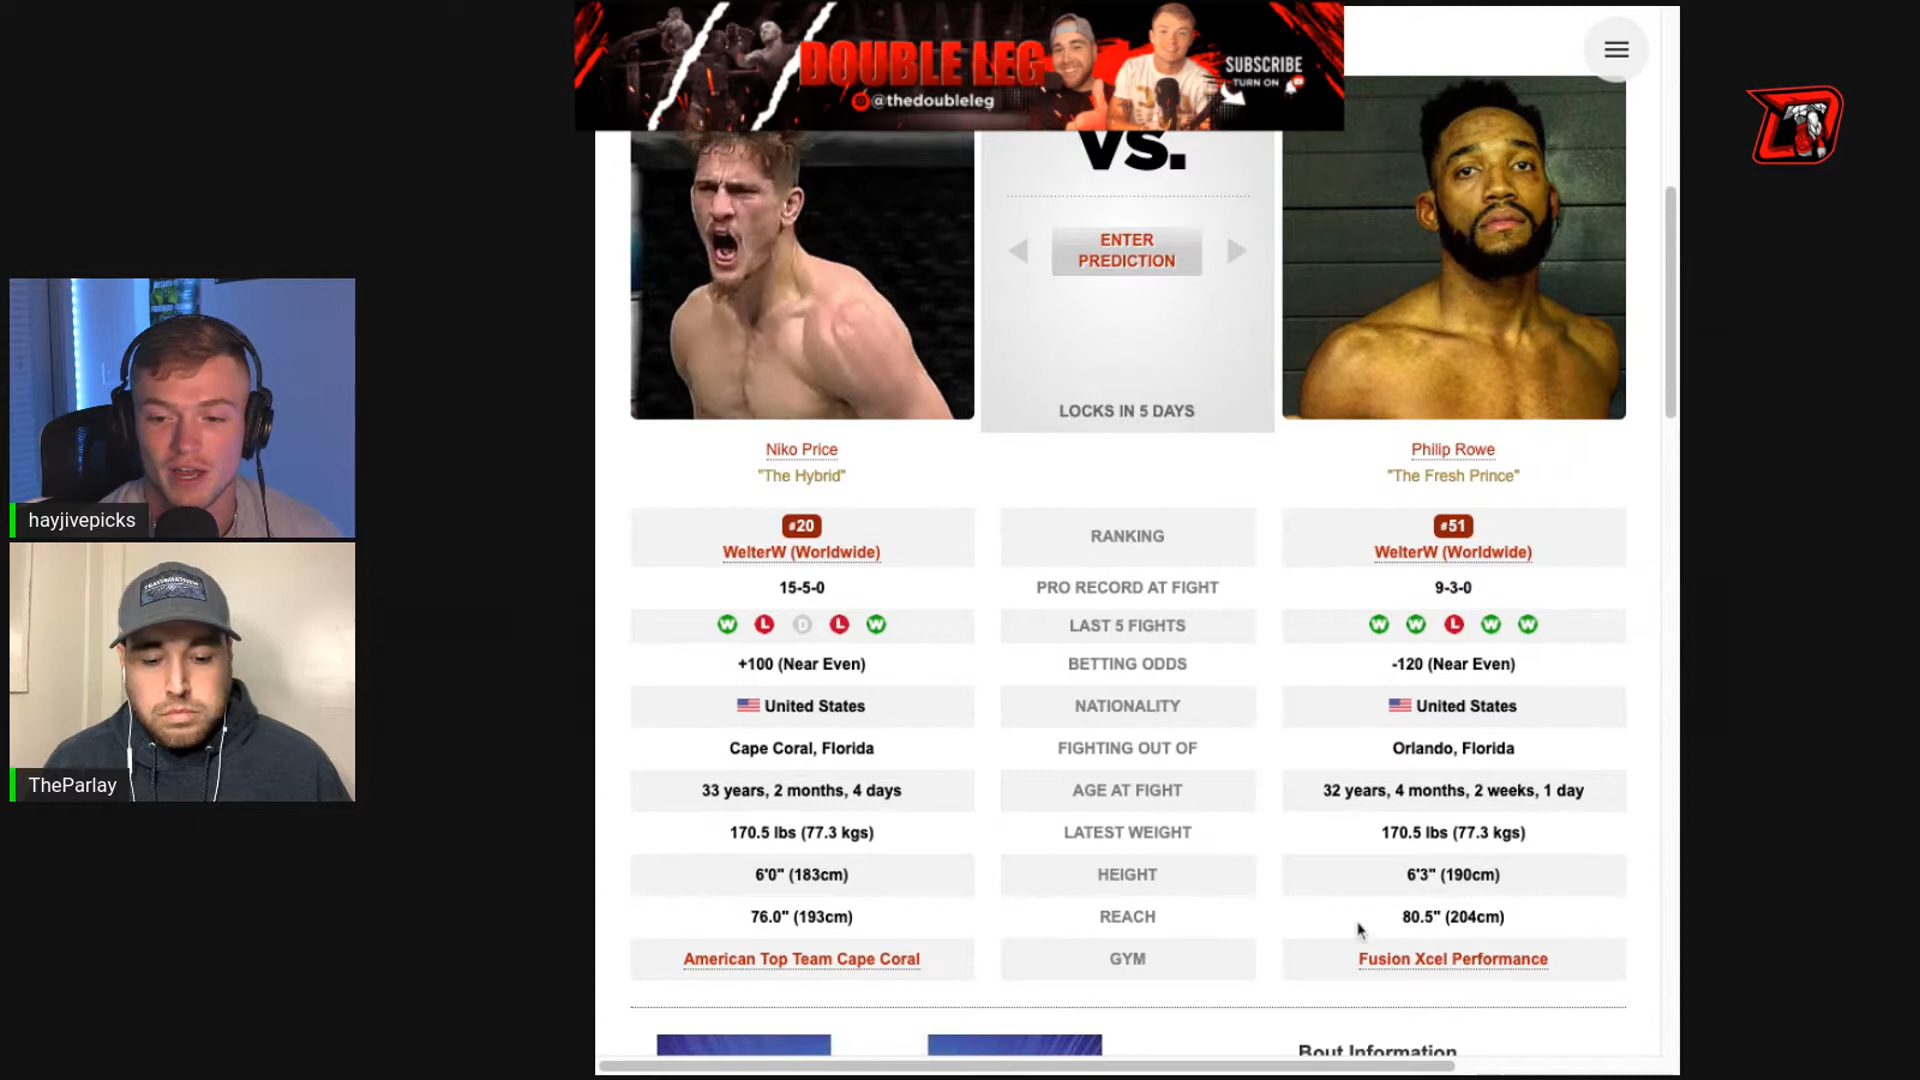 DOUBLE LEG
@thedoubleleg
SUBSCRIBE
TURN ON
VS.
ENTER
PREDICTION
LOCKS IN 5 DAYS
hayjivepicks
TheParlay
Niko Price
"The Hybrid"
Philip Rowe
"The Fresh Prince"
#20
WelterW (Worldwide)
RANKING
#51
WelterW (Worldwide)
15-5-0
PRO RECORD AT FIGHT
9-3-0
W L D L W
LAST 5 FIGHTS
W W L W W
+100 (Near Even)
BETTING ODDS
-120 (Near Even)
United States
NATIONALITY
United States
Cape Coral, Florida
FIGHTING OUT OF
Orlando, Florida
33 years, 2 months, 4 days
AGE AT FIGHT
32 years, 4 months, 2 weeks, 1 day
170.5 lbs (77.3 kgs)
LATEST WEIGHT
170.5 lbs (77.3 kgs)
6'0" (183cm)
HEIGHT
6'3" (190cm)
76.0" (193cm)
REACH
80.5" (204cm)
American Top Team Cape Coral
GYM
Fusion Xcel Performance
Bout Information